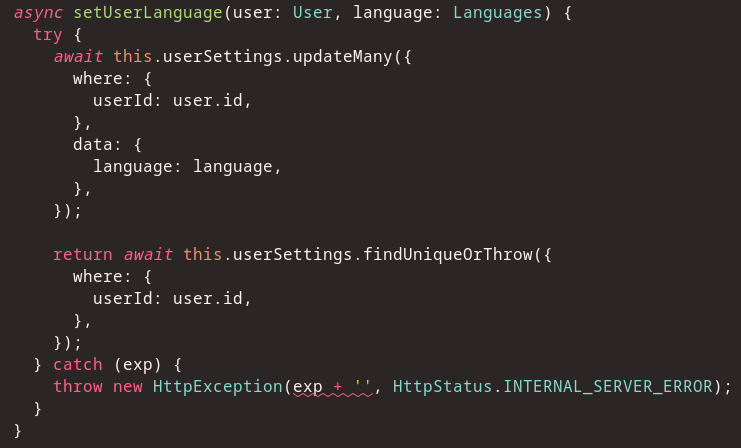 async setUserLanguage(user: User, language: Languages) {
  try {
    await this.userSettings.updateMany({
      where: {
        userId: user.id,
      },
      data: {
        language: language,
      },
    });

    return await this.userSettings.findUniqueOrThrow({
      where: {
        userId: user.id,
      },
    });
  } catch (exp) {
    throw new HttpException(exp + '', HttpStatus.INTERNAL_SERVER_ERROR);
  }
}